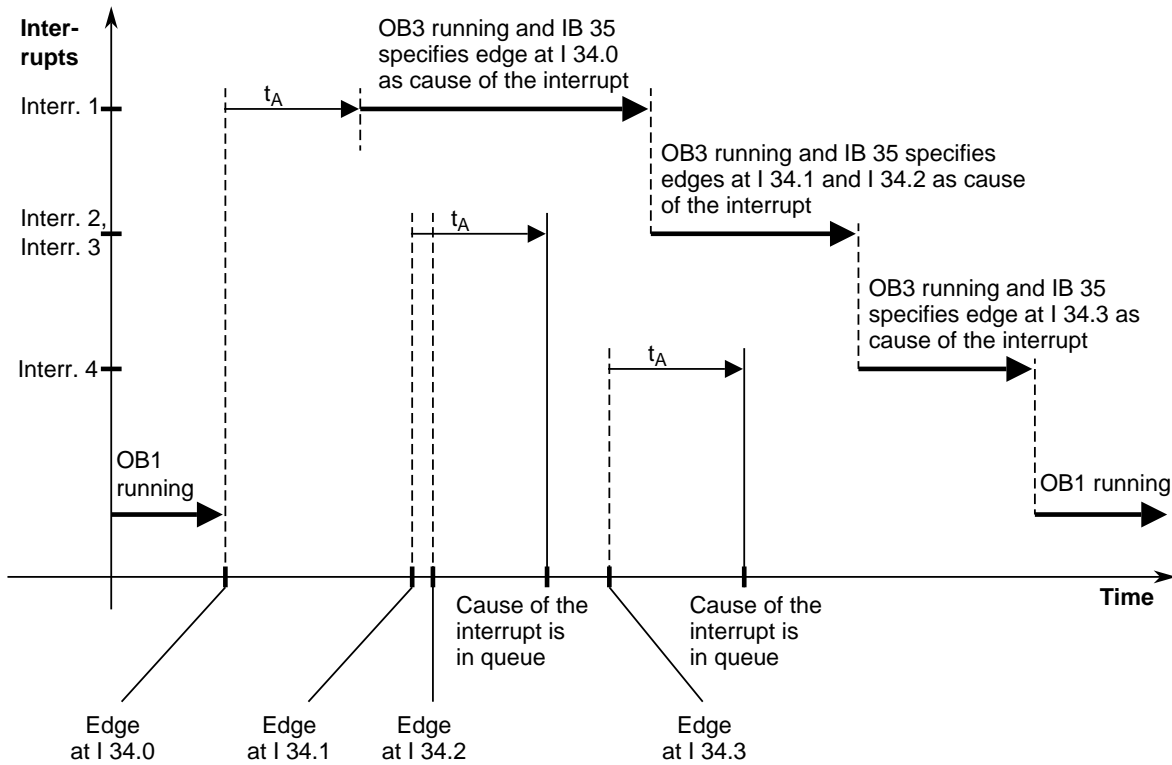 Inter-
rupts
OB3 running and IB 35
specifies edge at I 34.0
as cause of the interrupt
Interr. 1
tA
OB3 running and IB 35 specifies
edges at I 34.1 and I 34.2 as cause
of the interrupt
Interr. 2,
Interr. 3
tA
OB3 running and IB 35
specifies edge at I 34.3 as
cause of the interrupt
Interr. 4
tA
OB1
running
OB1 running
Time
Cause of the
interrupt is
in queue
Cause of the
interrupt is
in queue
Edge
at I 34.0
Edge
at I 34.1
Edge
at I 34.2
Edge
at I 34.3